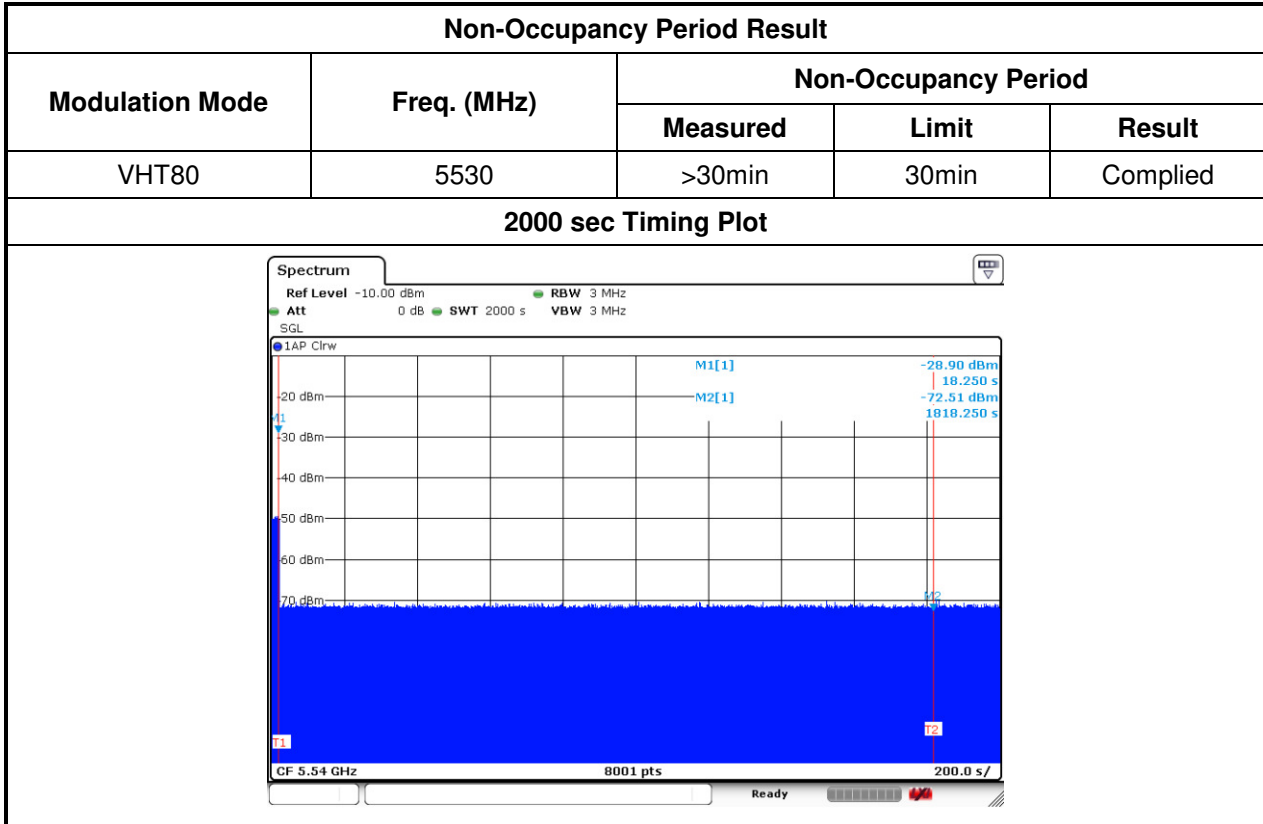 Non-Occupancy Period Result
Modulation Mode Freq. (MHz) Non-Occupancy Period
Measured Limit Result
VHT80 5530 >30min 30min Complied
2000 sec Timing Plot
Spectrum
Ref Level -10.00 dBm RBW 3 MHz
Att 0 dB SWT 2000 s VBW 3 MHz
SGL
1AP Clrw
M1[1] -28.90 dBm
18.250 s
-20 dBm M2[1] -72.51 dBm
M1 1818.250 s
-30 dBm
-40 dBm
-50 dBm
-60 dBm
-70 dBm
M2
T2
T1
CF 5.54 GHz 8001 pts 200.0 s/
Ready